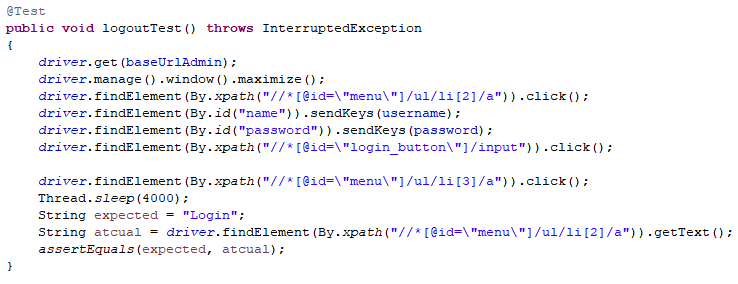 @Test
public void logoutTest() throws InterruptedException
{
    driver.get(baseUrlAdmin);
    driver.manage().window().maximize();
    driver.findElement(By.xpath("//*[@id=\"menu\"]/ul/li[2]/a")).click();
    driver.findElement(By.id("name")).sendKeys(username);
    driver.findElement(By.id("password")).sendKeys(password);
    driver.findElement(By.xpath("//*[@id=\"login_button\"]/input")).click();

    driver.findElement(By.xpath("//*[@id=\"menu\"]/ul/li[3]/a")).click();
    Thread.sleep(4000);
    String expected = "Login";
    String atcual = driver.findElement(By.xpath("//*[@id=\"menu\"]/ul/li[2]/a")).getText();
    assertEquals(expected, atcual);
}